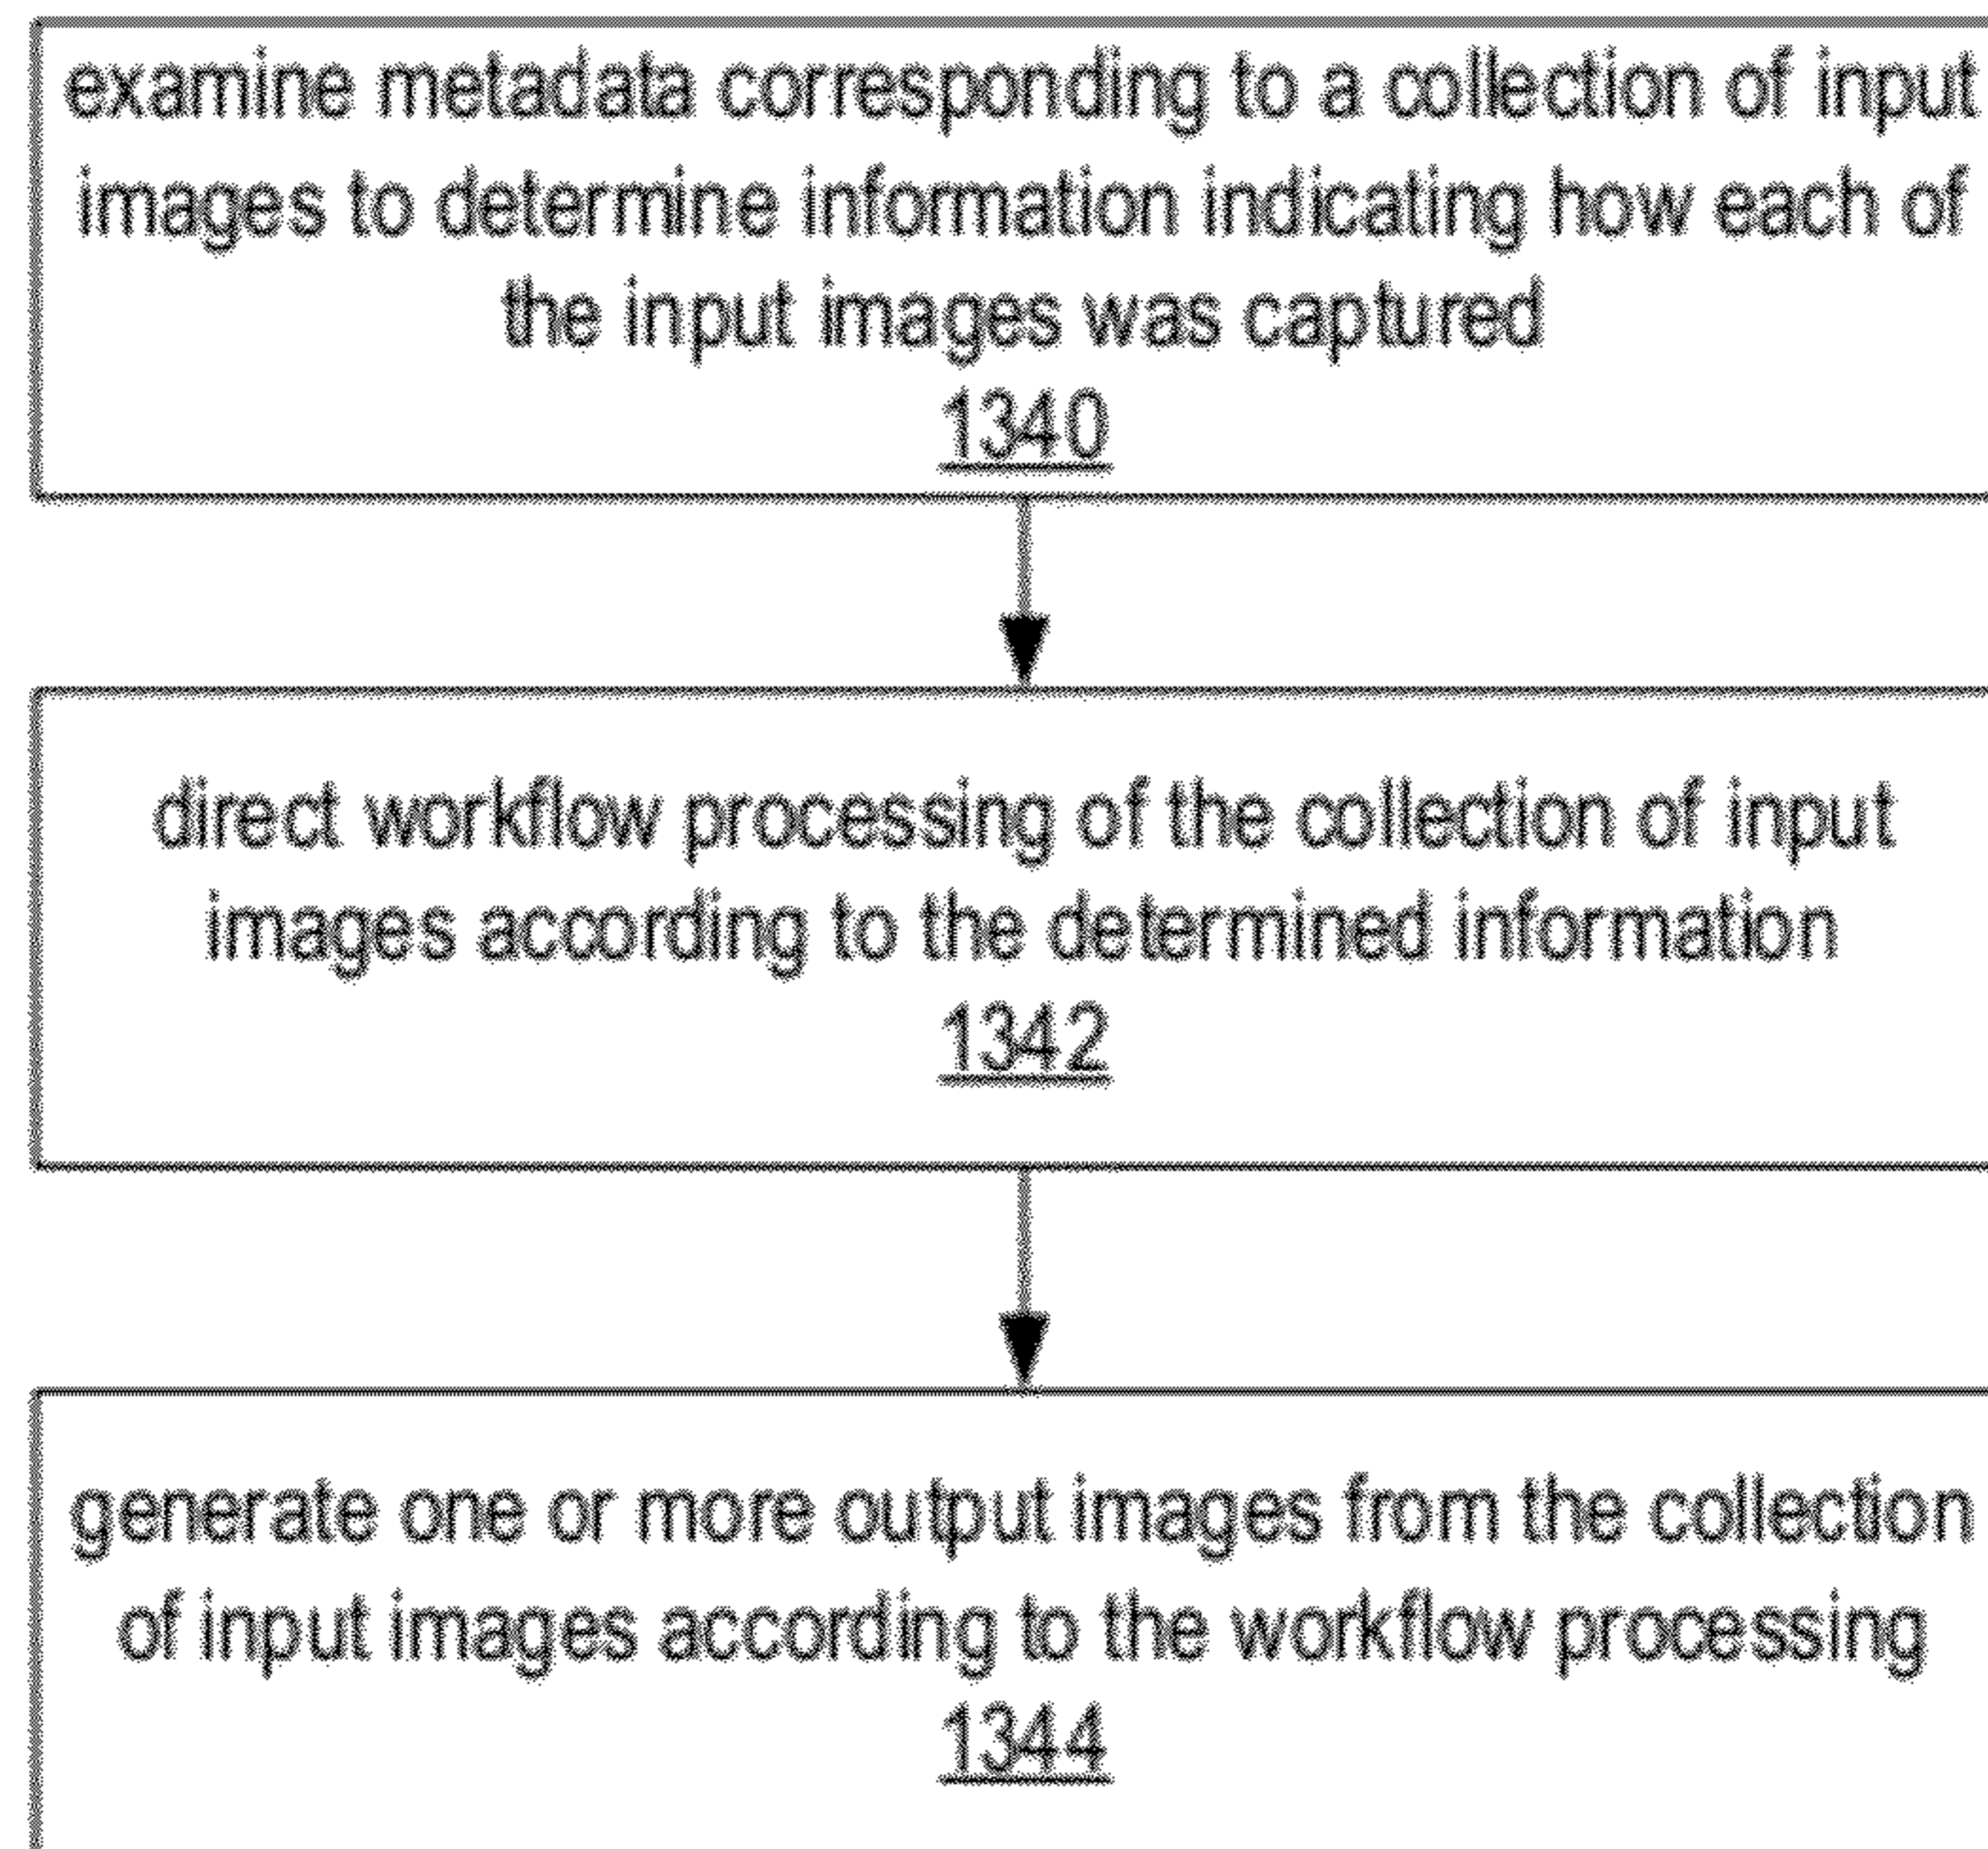 examine metadata corresponding to a collection of input
images to determine information indicating how each of
the input images was captured
1340
direct workflow processing of the collection of input
images according to the determined information
1342
generate one or more output images from the collection
of input images according to the workflow processing
1344